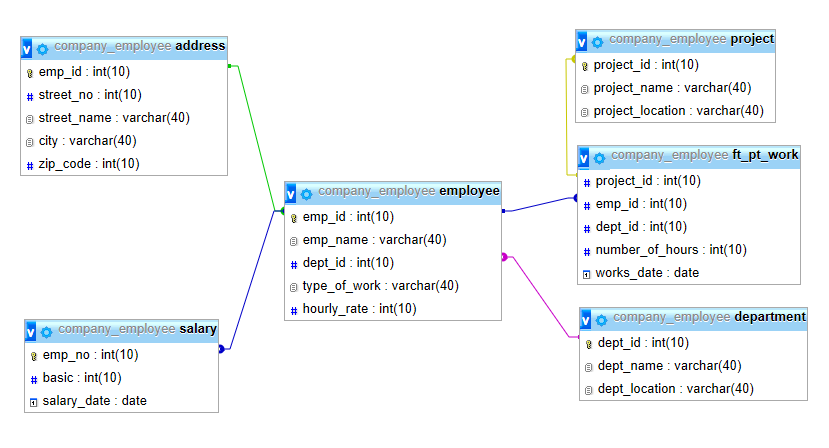 company_employee address
emp_id : int(10)
street_no : int(10)
street_name : varchar(40)
city : varchar(40)
zip_code : int(10)
company_employee project
project_id : int(10)
project_name : varchar(40)
project_location : varchar(40)
company_employee ft_pt_work
project_id : int(10)
emp_id : int(10)
dept_id : int(10)
number_of_hours : int(10)
works_date : date
company_employee employee
emp_id : int(10)
emp_name : varchar(40)
dept_id : int(10)
type_of_work : varchar(40)
hourly_rate : int(10)
company_employee salary
emp_no : int(10)
basic : int(10)
salary_date : date
company_employee department
dept_id : int(10)
dept_name : varchar(40)
dept_location : varchar(40)